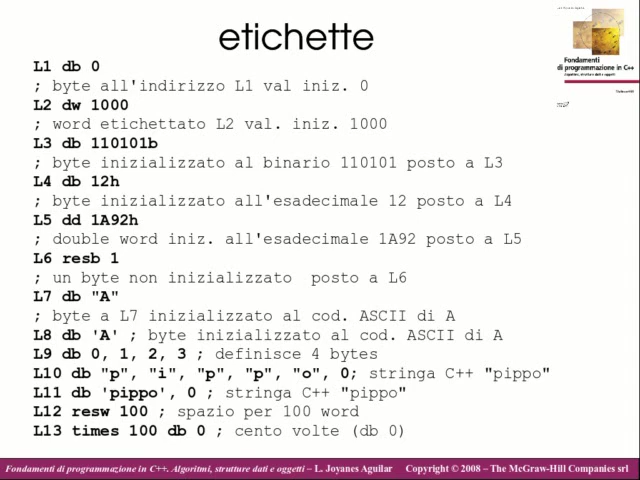 etichette
L1 db 0
; byte all'indirizzo L1 val iniz. 0
L2 dw 1000
; word etichettato L2 val. iniz. 1000
L3 db 110101b
; byte inizializzato al binario 110101 posto a L3
L4 db 12h
; byte inizializzato all'esadecimale 12 posto a L4
L5 dd 1A92h
; double word iniz. all'esadecimale 1A92 posto a L5
L6 resb 1
; un byte non inizializzato  posto a L6
L7 db "A"
; byte a L7 inizializzato al cod. ASCII di A
L8 db 'A' ; byte inizializzato al cod. ASCII di A
L9 db 0, 1, 2, 3 ; definisce 4 bytes
L10 db "p", "i", "p", "p", "o", 0; stringa C++ "pippo"
L11 db 'pippo', 0 ; stringa C++ "pippo"
L12 resw 100 ; spazio per 100 word
L13 times 100 db 0 ; cento volte (db 0)
Fondamenti
di programmazione in C++
Algoritmi, strutture dati e oggetti
Fondamenti di programmazione in C++. Algoritmi, strutture dati e oggetti – L. Joyanes Aguilar Copyright © 2008 – The McGraw-Hill Companies srl